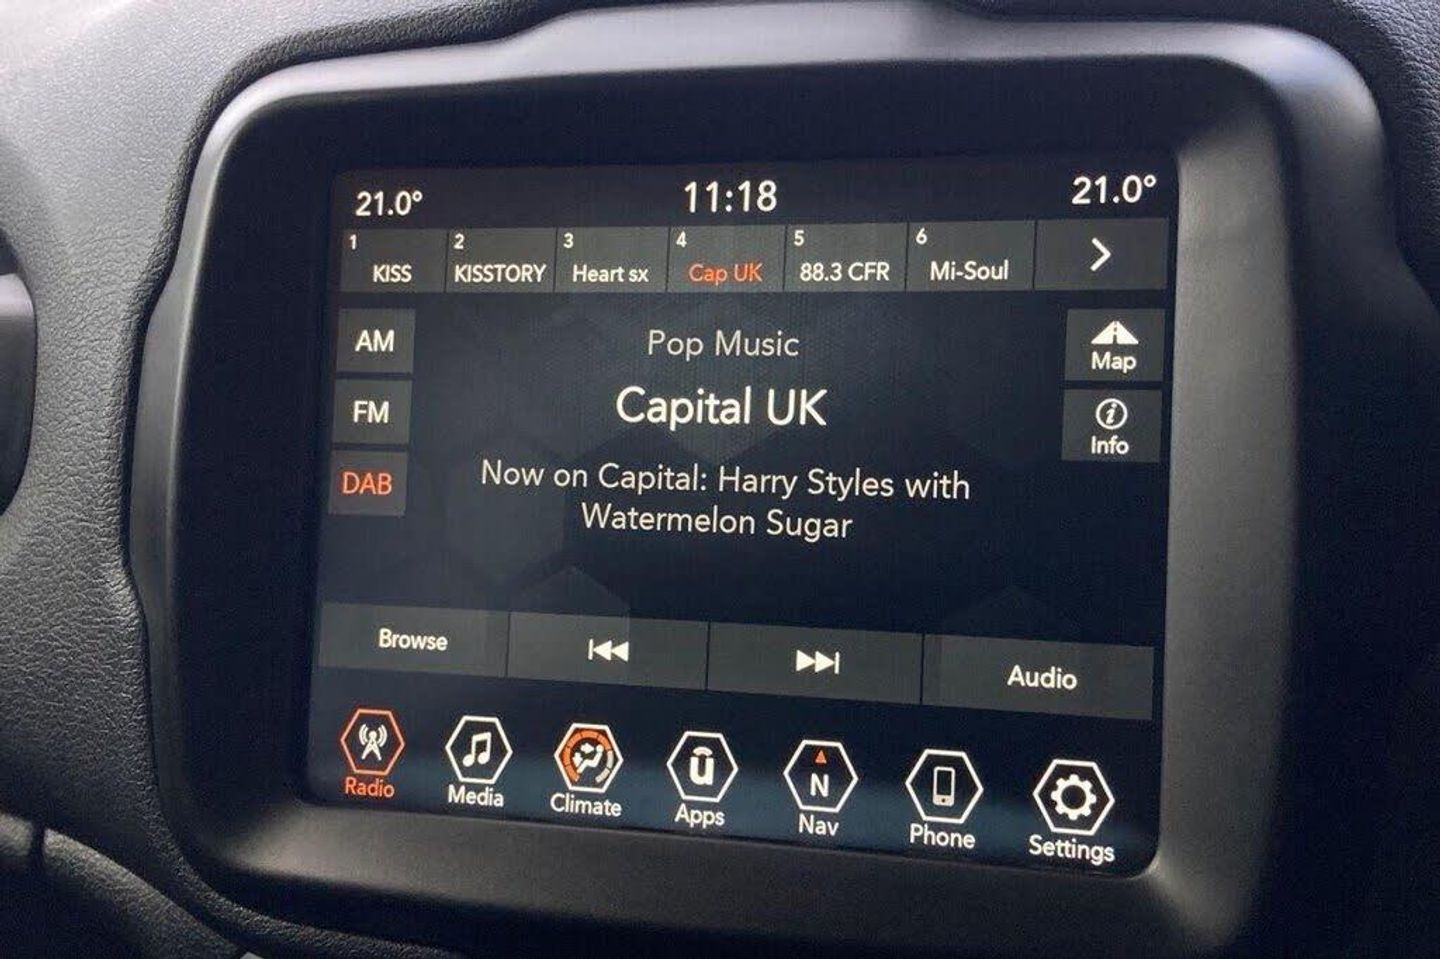 21.0° 11:18 21.0°
1 2 3 4 5 6
KISS KISSTORY Heart sx Cap UK 88.3 CFR Mi-Soul
AM
FM
DAB
Pop Music
Capital UK
Now on Capital: Harry Styles with
Watermelon Sugar
Map
Info
Browse Audio
N
Radio Media Climate Apps Nav Phone Settings